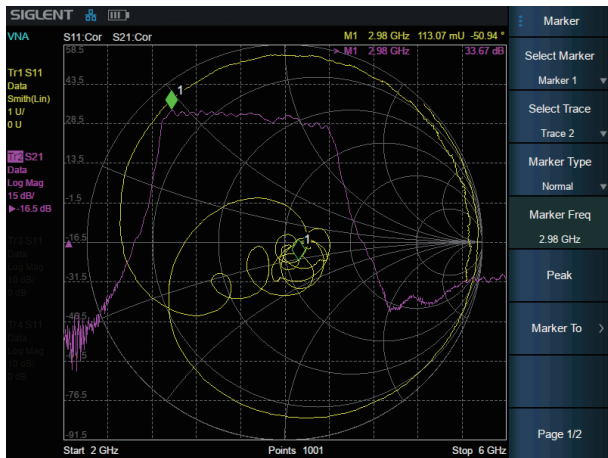 SIGLENT
Marker
VNA
S11:Cor S21:Cor
M1 2.98 GHz 113.07 mU -50.94 °
> M1 2.98 GHz 33.67 dB
58.5
43.5
28.5
13.5
-1.5
-16.5
-31.5
-76.5
-91.5
1
1
Tr1 S11
Data
Smith(Lin)
1 U/
0 U
Tr2 S21
Data
Log Mag
15 dB/
-16.5 dB
Tr3 S11
Tr4 S11
Start 2 GHz
Points 1001
Stop 6 GHz
Select Marker
Marker 1
Select Trace
Trace 2
Marker Type
Normal
Marker Freq
2.98 GHz
Peak
Marker To
Page 1/2